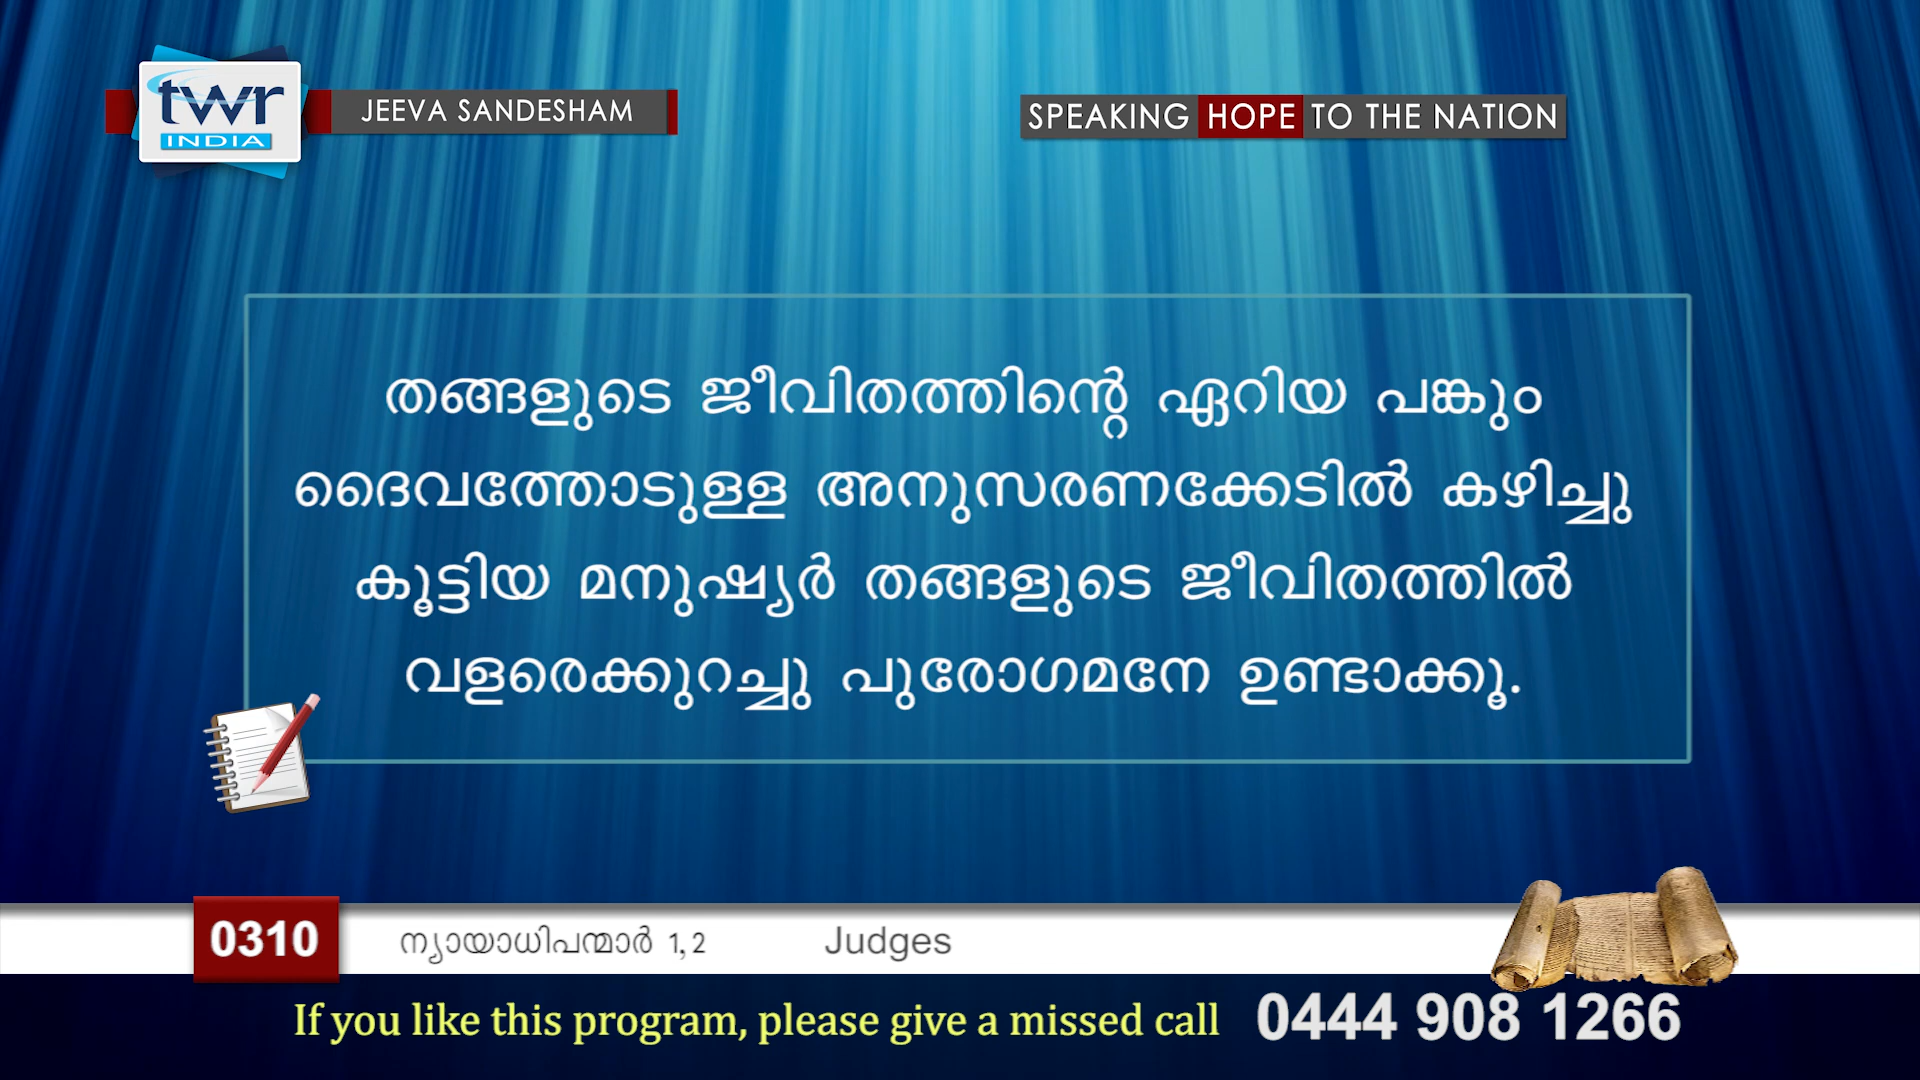 twr
INDIA
JEEVA SANDESHAM
SPEAKING HOPE TO THE NATION
തങ്ങളുടെ ജീവിതത്തിന്റെ ഏറിയ പങ്കും
ദൈവത്തോടുള്ള അനുസരണക്കേടിൽ കഴിച്ചു
കൂട്ടിയ മനുഷ്യർ തങ്ങളുടെ ജീവിതത്തിൽ
വളരെക്കുറച്ചു പുരോഗമനേ ഉണ്ടാക്കൂ.
0310 ന്യായാധിപന്മാർ 1, 2 Judges
If you like this program, please give a missed call 0444 908 1266